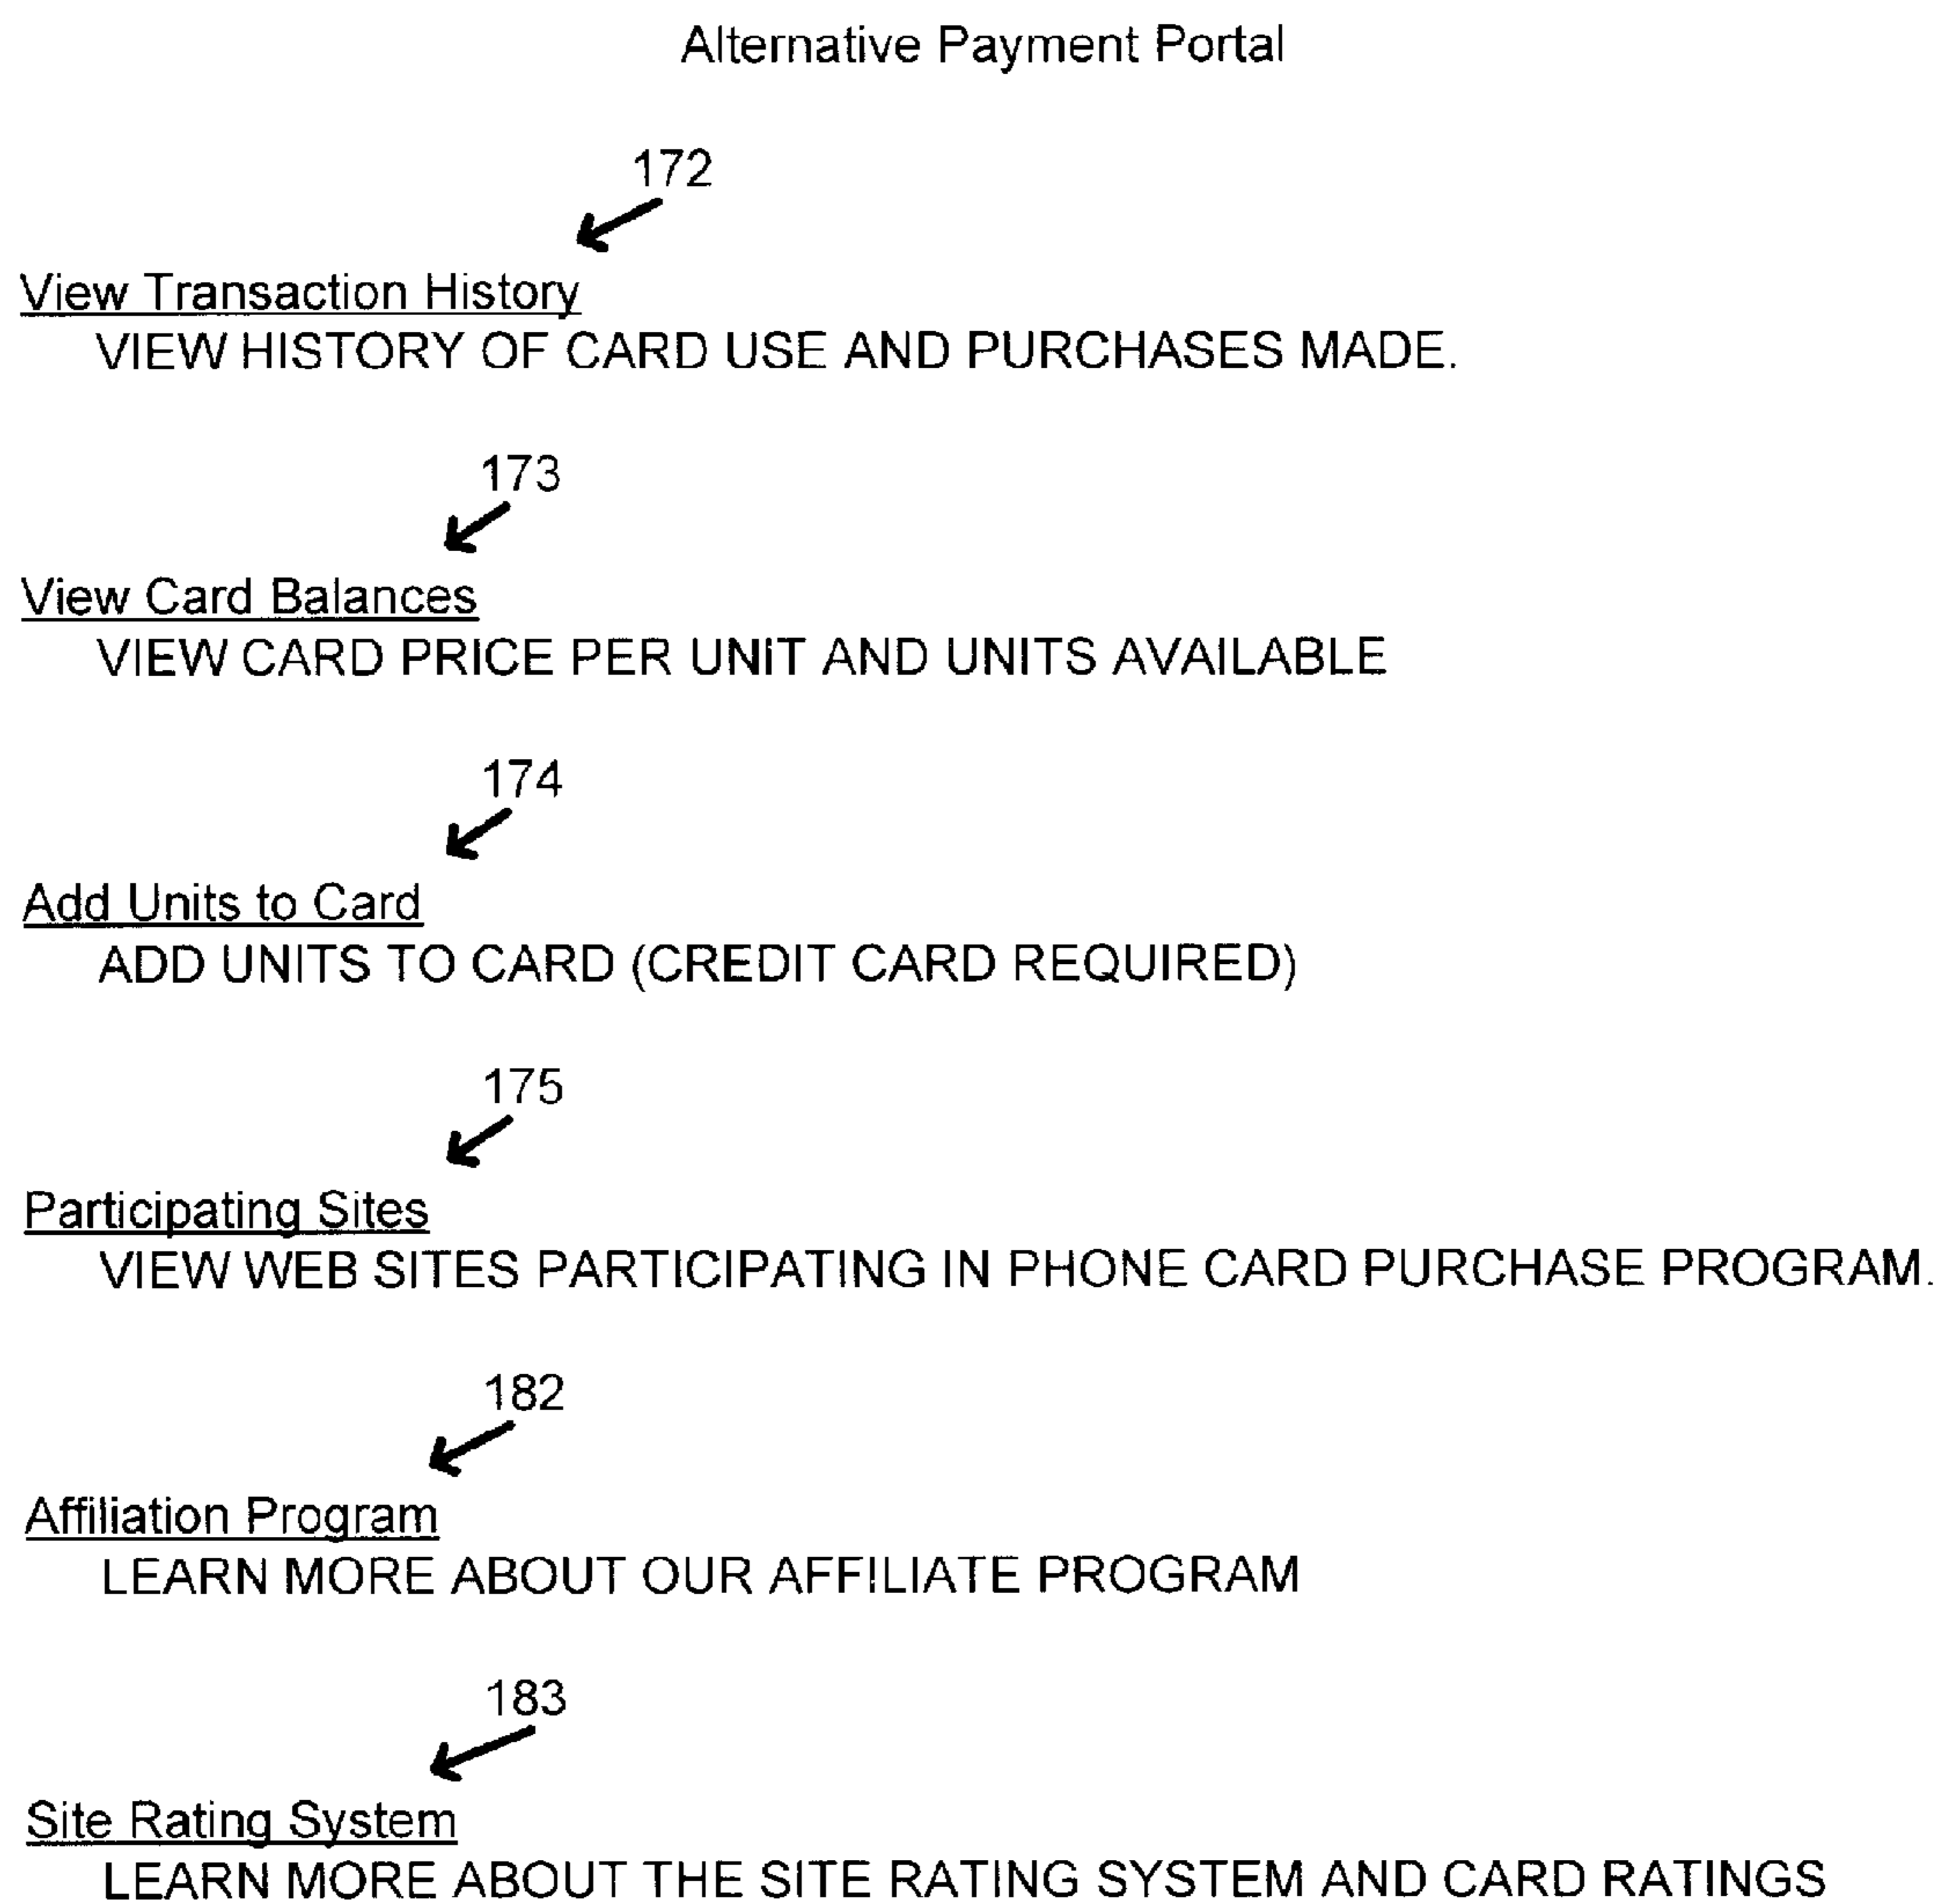 Alternative Payment Portal
172
View Transaction History
VIEW HISTORY OF CARD USE AND PURCHASES MADE.
173
View Card Balances
VIEW CARD PRICE PER UNIT AND UNITS AVAILABLE
174
Add Units to Card
ADD UNITS TO CARD (CREDIT CARD REQUIRED)
175
Participating Sites
VIEW WEB SITES PARTICIPATING IN PHONE CARD PURCHASE PROGRAM.
182
Affiliation Program
LEARN MORE ABOUT OUR AFFILIATE PROGRAM
183
Site Rating System
LEARN MORE ABOUT THE SITE RATING SYSTEM AND CARD RATINGS